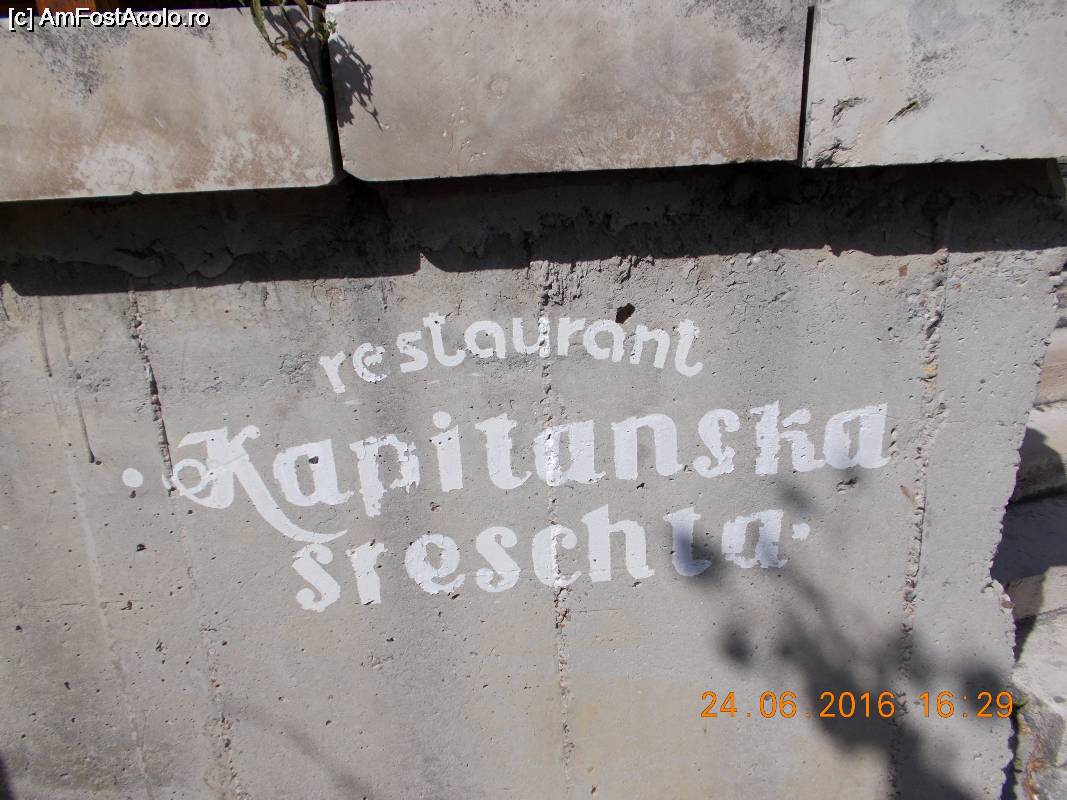 [c] AmFostAcolo.ro
restaurant
Kapitanska
sreschta
24.06.2016 16:29